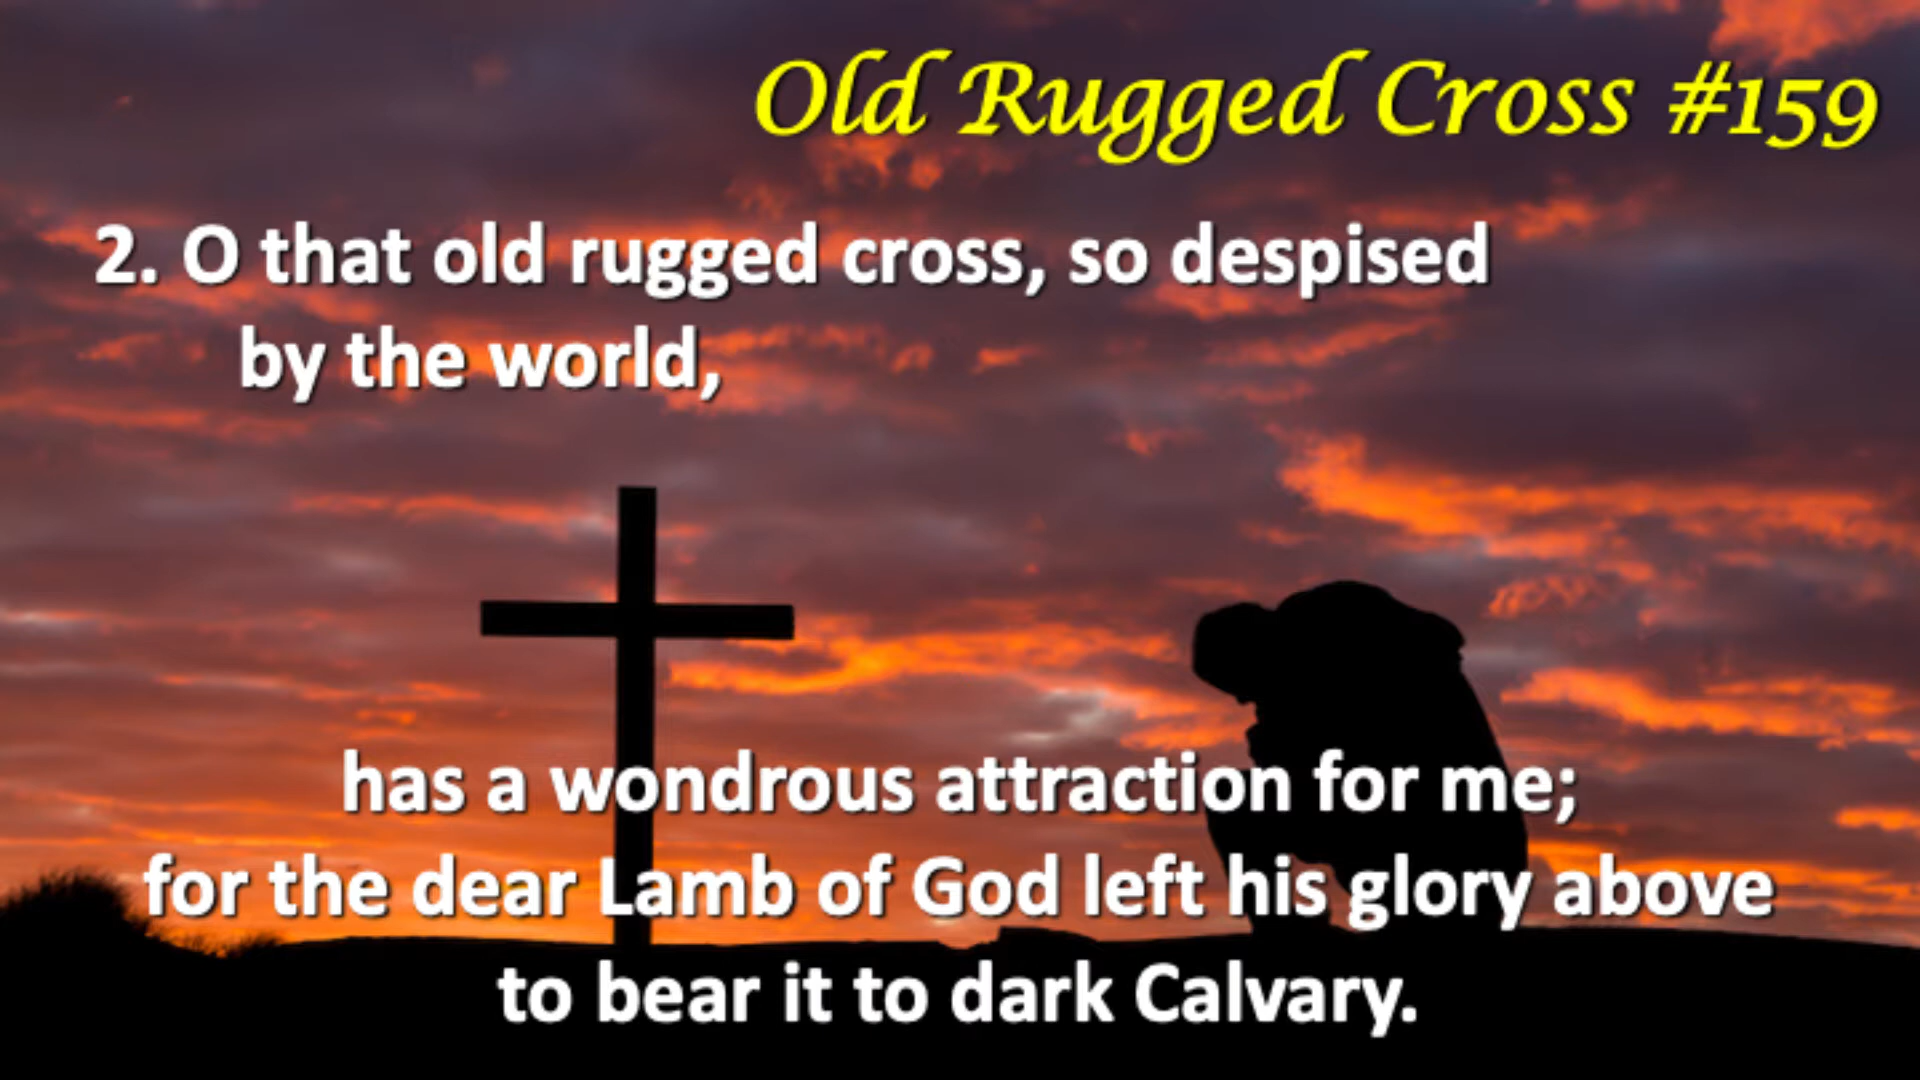 Old Rugged Cross #159
2. O that old rugged cross, so despised
by the world,
has a wondrous attraction for me;
for the dear Lamb of God left his glory above
to bear it to dark Calvary.